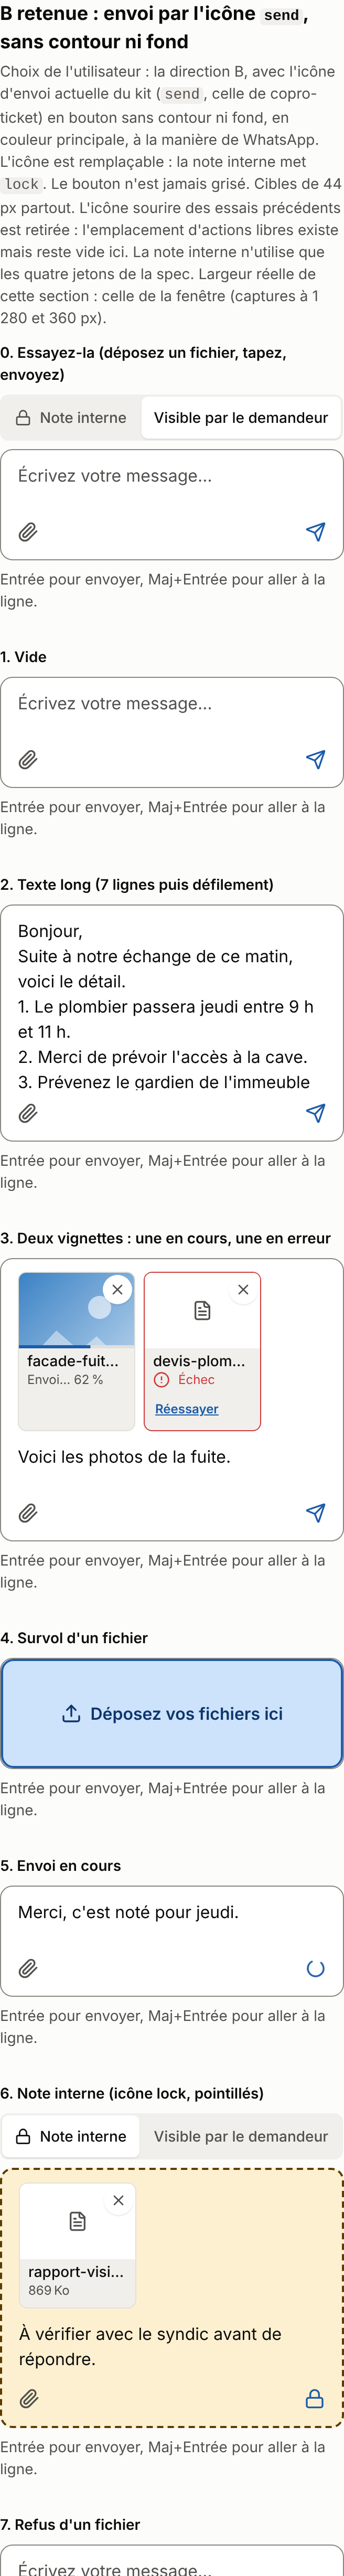 B retenue : envoi par l'icône send,
sans contour ni fond
Choix de l'utilisateur : la direction B, avec l'icône
d'envoi actuelle du kit (send, celle de copro-
ticket) en bouton sans contour ni fond, en
couleur principale, à la manière de WhatsApp.
L'icône est remplaçable : la note interne met
lock. Le bouton n'est jamais grisé. Cibles de 44
px partout. L'icône sourire des essais précédents
est retirée : l'emplacement d'actions libres existe
mais reste vide ici. La note interne n'utilise que
les quatre jetons de la spec. Largeur réelle de
cette section : celle de la fenêtre (captures à 1
280 et 360 px).
0. Essayez-la (déposez un fichier, tapez,
envoyez)
Note interne Visible par le demandeur
Écrivez votre message...
Entrée pour envoyer, Maj+Entrée pour aller à la
ligne.
1. Vide
Écrivez votre message...
Entrée pour envoyer, Maj+Entrée pour aller à la
ligne.
2. Texte long (7 lignes puis défilement)
Bonjour,
Suite à notre échange de ce matin,
voici le détail.
1. Le plombier passera jeudi entre 9 h
et 11 h.
2. Merci de prévoir l'accès à la cave.
3. Prévenez le gardien de l'immeuble
Entrée pour envoyer, Maj+Entrée pour aller à la
ligne.
3. Deux vignettes : une en cours, une en erreur
facade-fuit... devis-plom...
Envoi... 62 % Échec
Réessayer
Voici les photos de la fuite.
Entrée pour envoyer, Maj+Entrée pour aller à la
ligne.
4. Survol d'un fichier
Déposez vos fichiers ici
Entrée pour envoyer, Maj+Entrée pour aller à la
ligne.
5. Envoi en cours
Merci, c'est noté pour jeudi.
Entrée pour envoyer, Maj+Entrée pour aller à la
ligne.
6. Note interne (icône lock, pointillés)
Note interne Visible par le demandeur
rapport-visi...
869 Ko
À vérifier avec le syndic avant de
répondre.
Entrée pour envoyer, Maj+Entrée pour aller à la
ligne.
7. Refus d'un fichier
Écrivez votre message...